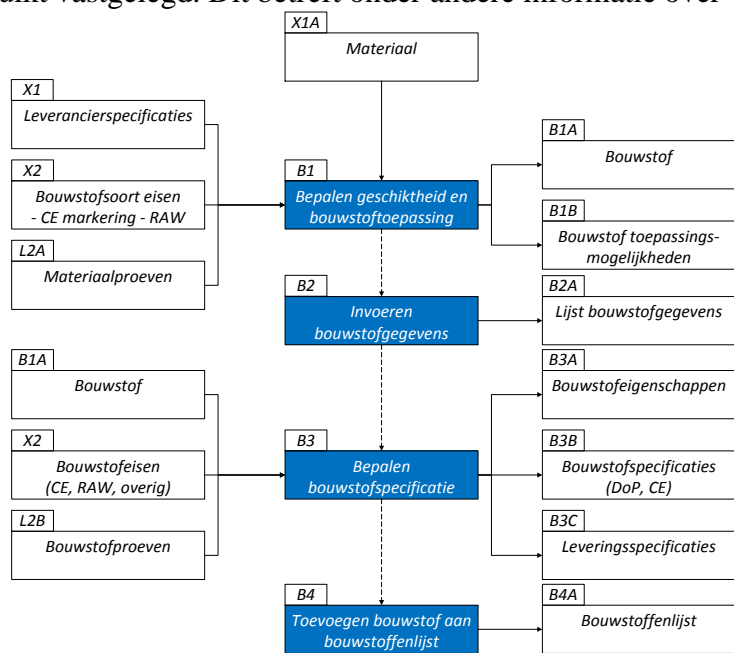 vastgelegd. Dit betreft onder andere informatie over
X1A
Materiaal
X1
Leverancierspecificaties
X2
Bouwstofsoort eisen
- CE markering - RAW
L2A
Materiaalproeven
B1
Bepalen geschiktheid en
bouwstoftoepassing
B1A
Bouwstof
B1B
Bouwstof toepassings-
mogelijkheden
B2
Invoeren
bouwstofgegevens
B2A
Lijst bouwstofgegevens
B1A
Bouwstof
X2
Bouwstofeisen
(CE, RAW, overig)
L2B
Bouwstofproeven
B3
Bepalen
bouwstofspecificatie
B3A
Bouwstofeigenschappen
B3B
Bouwstofspecificaties
(DoP, CE)
B3C
Leveringsspecificaties
B4
Toevoegen bouwstof aan
bouwstoffenlijst
B4A
Bouwstoffenlijst